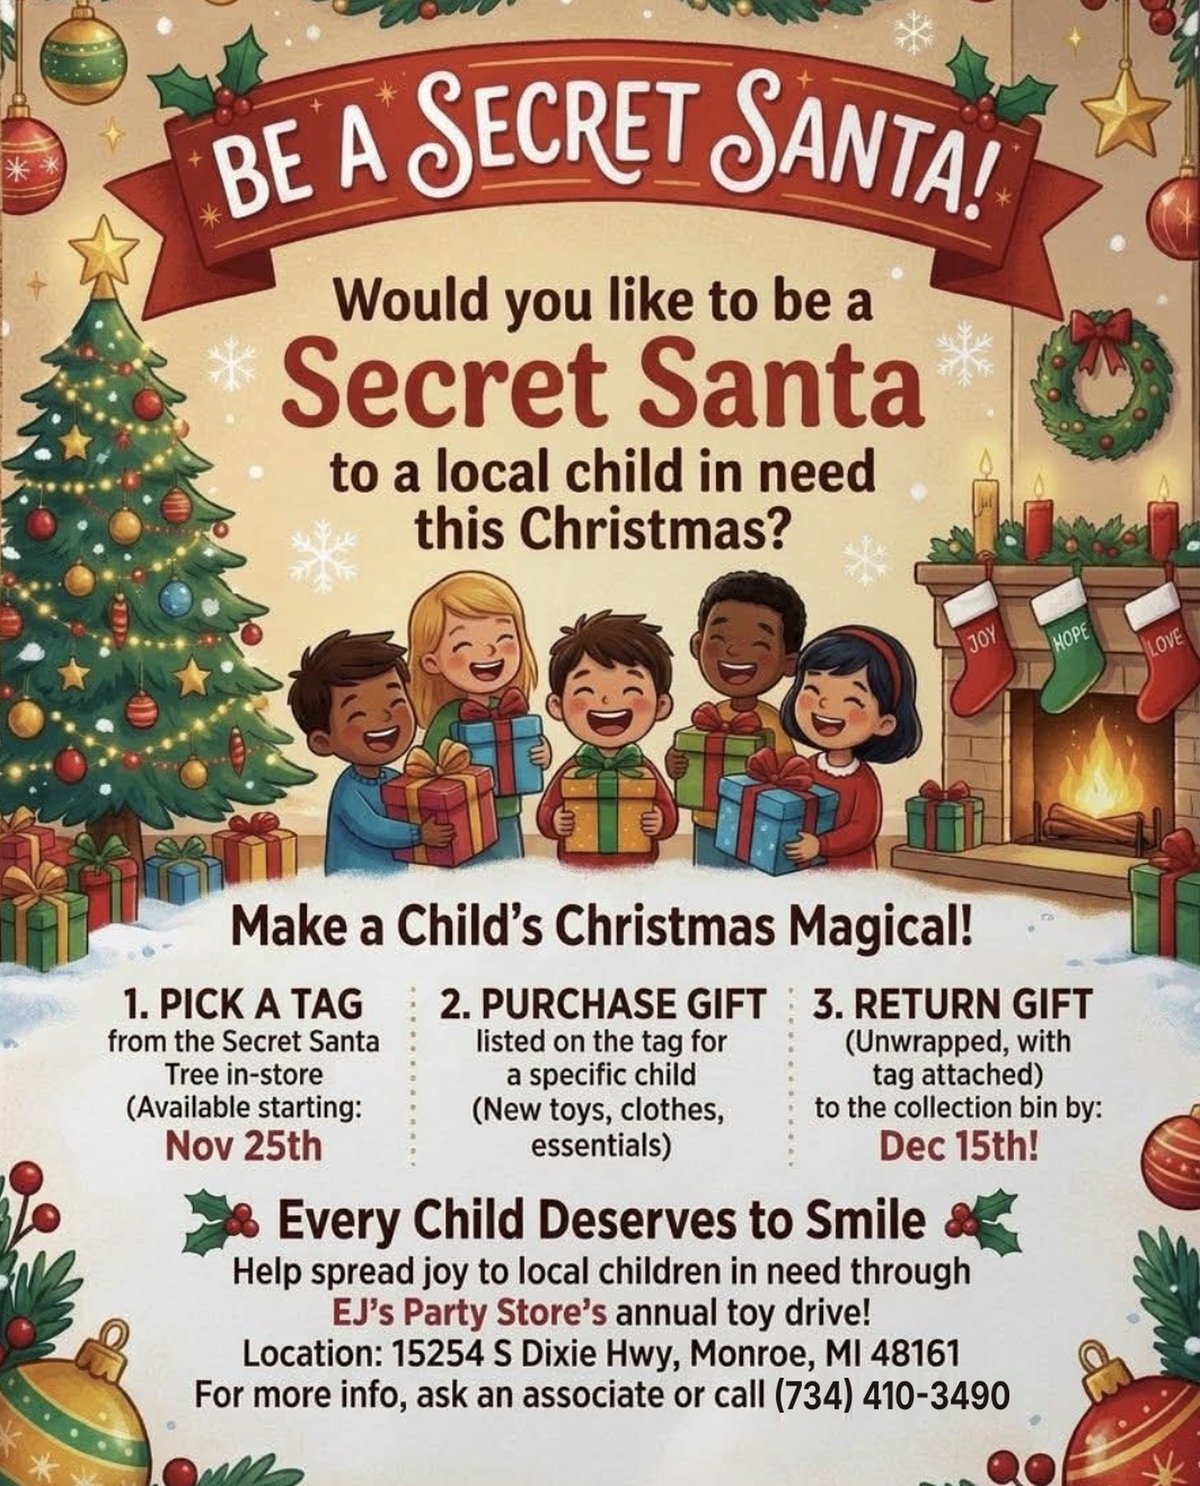 BE A SECRET SANTA!
Would you like to be a
Secret Santa
to a local child in need
this Christmas?
JOY
HOPE
LOVE
Make a Child's Christmas Magical!
1. PICK A TAG
from the Secret Santa
Tree in-store
(Available starting:
Nov 25th
2. PURCHASE GIFT
listed on the tag for
a specific child
(New toys, clothes,
essentials)
3. RETURN GIFT
(Unwrapped, with
tag attached)
to the collection bin by:
Dec 15th!
Every Child Deserves to Smile
Help spread joy to local children in need through
EJ's Party Store's annual toy drive!
Location: 15254 S Dixie Hwy, Monroe, MI 48161
For more info, ask an associate or call (734) 410-3490